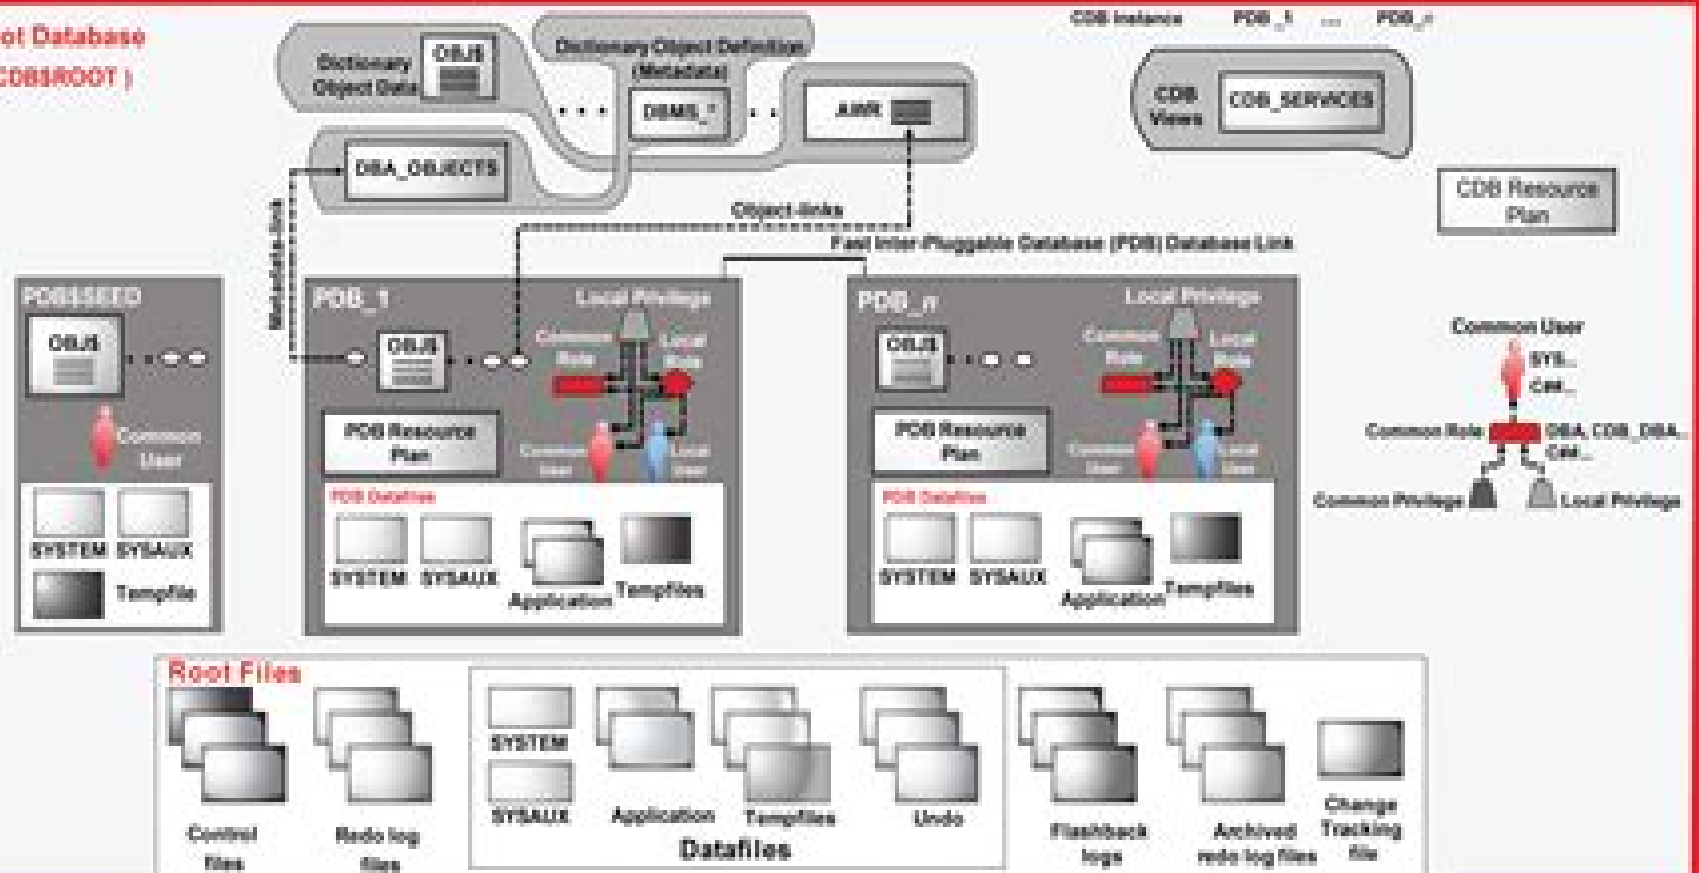 ot Database
CDB$ROOT )
Dictionary
Object Data
OBJ$
Dictionary Object Definition
(Metadata)
DBMS_*
AWR
DBA_OBJECTS
CDB Instance PDB_1 ... PDB_n
CDB
Views
CDB_SERVICES
CDB Resource
Plan
Metadata-link
Object-links
Fast Inter-Pluggable Database (PDB) Database Link
PDB$SEED
OBJ$
Common
User
SYSTEM SYSAUX
Tempfile
PDB_1
Local Privilege
OBJ$
Common
Role
Local
Role
PDB Resource
Plan
Common
User
Local
User
PDB Datafiles
SYSTEM SYSAUX
Application
Tempfiles
PDB_n
Local Privilege
OBJ$
Common
Role
Local
Role
PDB Resource
Plan
Common
User
Local
User
PDB Datafiles
SYSTEM SYSAUX
Application
Tempfiles
Common User
SYS...
C##...
Common Role
DBA, CDB_DBA...
C##...
Common Privilege
Local Privilege
Root Files
Control
files
Redo log
files
SYSTEM
SYSAUX
Application
Tempfiles
Undo
Datafiles
Flashback
logs
Archived
redo log files
Change
Tracking
file